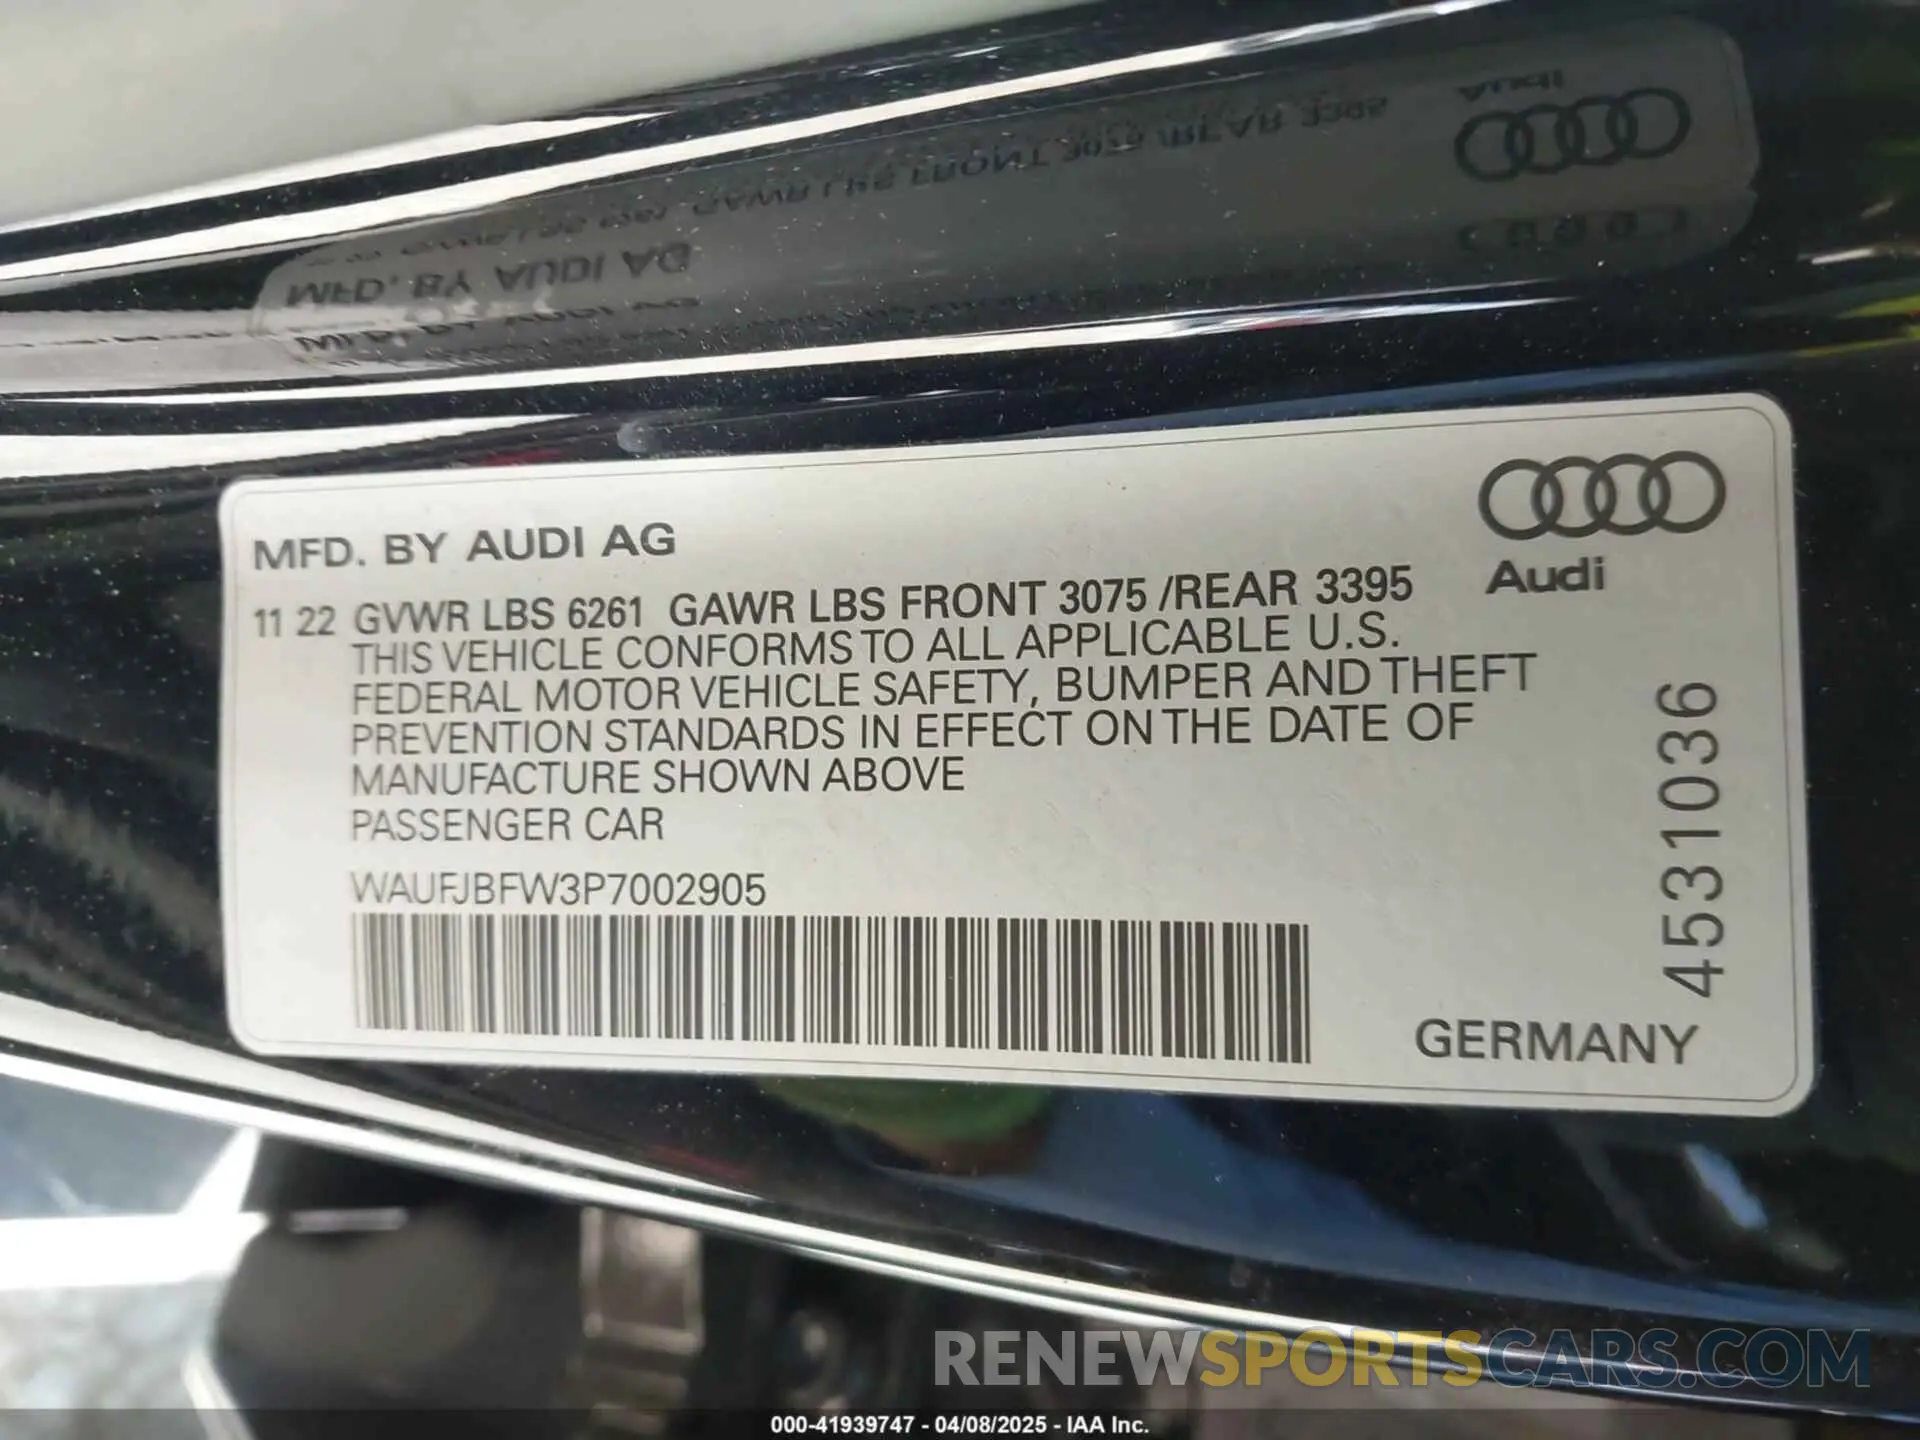 MFD. BY AUDI AG
Audi
11 22 GVWR LBS 6261 GAWR LBS FRONT 3075 /REAR 3395
THIS VEHICLE CONFORMS TO ALL APPLICABLE U.S.
FEDERAL MOTOR VEHICLE SAFETY, BUMPER AND THEFT
PREVENTION STANDARDS IN EFFECT ON THE DATE OF
MANUFACTURE SHOWN ABOVE
PASSENGER CAR
WAUFJBFW3P7002905
4531036
GERMANY
RENEWSPORTSCARS.COM
000-41939747 - 04/08/2025 - IAA Inc.